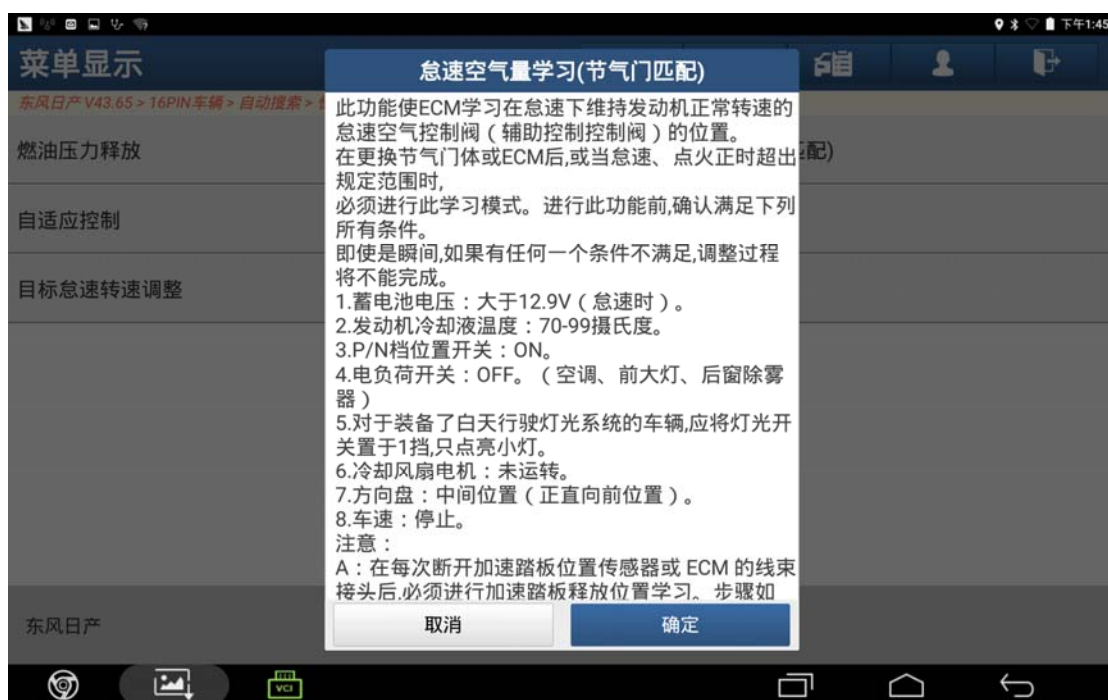 下午1:45
菜单显示
东风日产 V43.65 > 16PIN车辆 > 自动搜索 >
燃油压力释放
配)
自适应控制
目标怠速转速调整
怠速空气量学习(节气门匹配)
此功能使ECM学习在怠速下维持发动机正常转速的
怠速空气控制阀（辅助控制控制阀）的位置。
在更换节气门体或ECM后,或当怠速、点火正时超出
规定范围时,
必须进行此学习模式。进行此功能前,确认满足下列
所有条件。
即使是瞬间,如果有任何一个条件不满足,调整过程
将不能完成。
1.蓄电池电压：大于12.9V（怠速时）。
2.发动机冷却液温度：70-99摄氏度。
3.P/N档位置开关：ON。
4.电负荷开关：OFF。（空调、前大灯、后窗除雾
器）
5.对于装备了白天行驶灯光系统的车辆,应将灯光开
关置于1挡,只点亮小灯。
6.冷却风扇电机：未运转。
7.方向盘：中间位置（正直向前位置）。
8.车速：停止。
注意：
A：在每次断开加速踏板位置传感器或 ECM 的线束
接头后,必须进行加速踏板释放位置学习。步骤如
取消
确定
东风日产
VCI